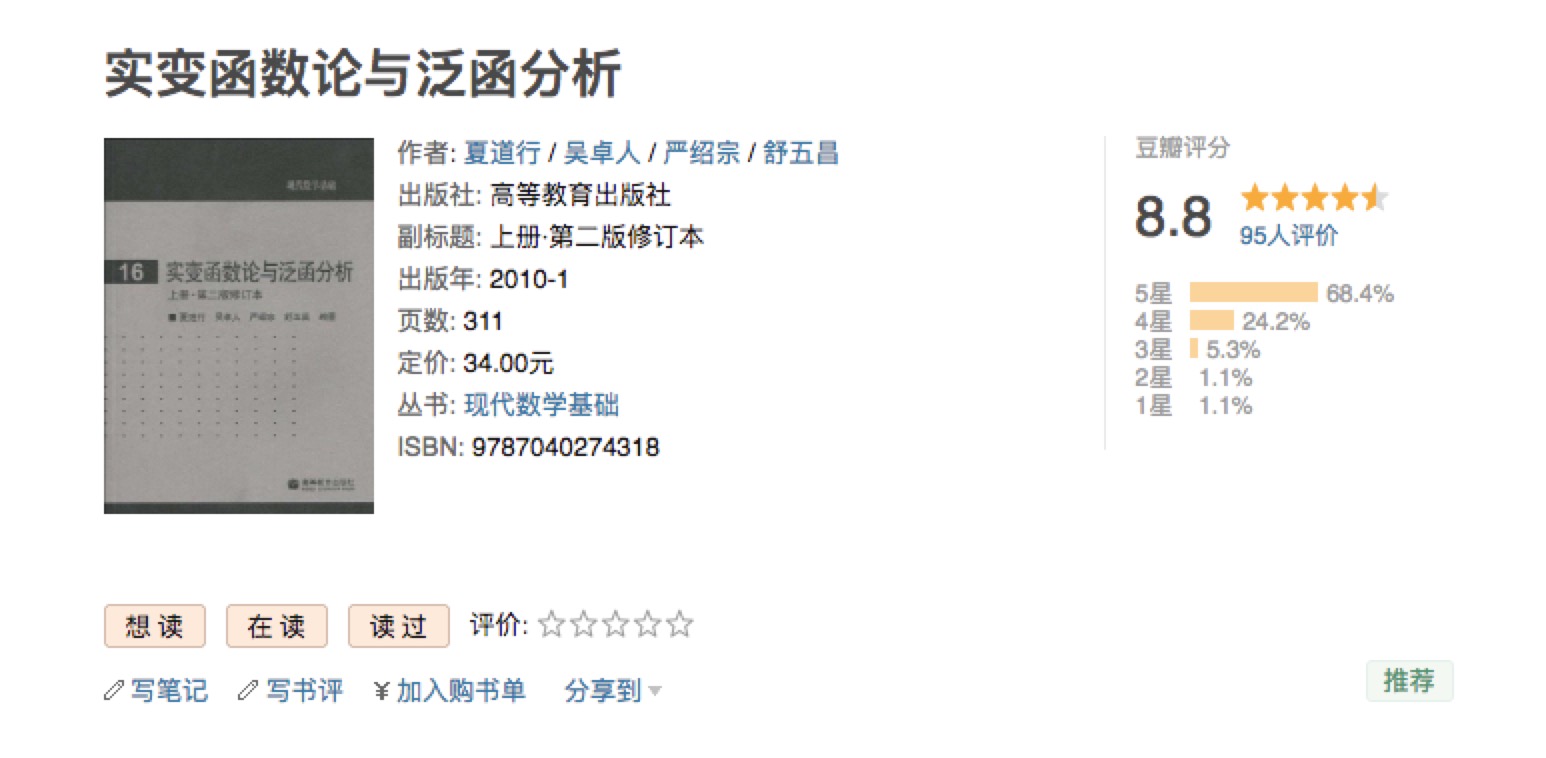 实变函数论与泛函分析
现代数学基础
16 实变函数论与泛函分析
上册·第二版修订本
■ 夏道行 吴卓人 严绍宗 舒五昌 编著
高等教育出版社
作者: 夏道行 / 吴卓人 / 严绍宗 / 舒五昌
出版社: 高等教育出版社
副标题: 上册·第二版修订本
出版年: 2010-1
页数: 311
定价: 34.00元
丛书: 现代数学基础
ISBN: 9787040274318
豆瓣评分
8.8
95人评价
5星 68.4%
4星 24.2%
3星 5.3%
2星 1.1%
1星 1.1%
想读 在读 读过 评价:
写笔记 写书评 ¥加入购书单 分享到
推荐